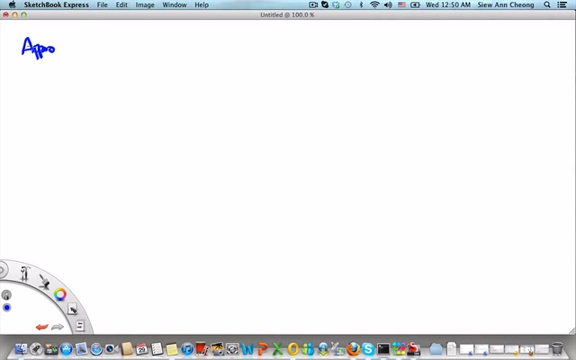 SketchBook Express File Edit Image Window Help Wed 12:50 AM Siew Ann Cheong
Untitled @ 100.0 %
Appro